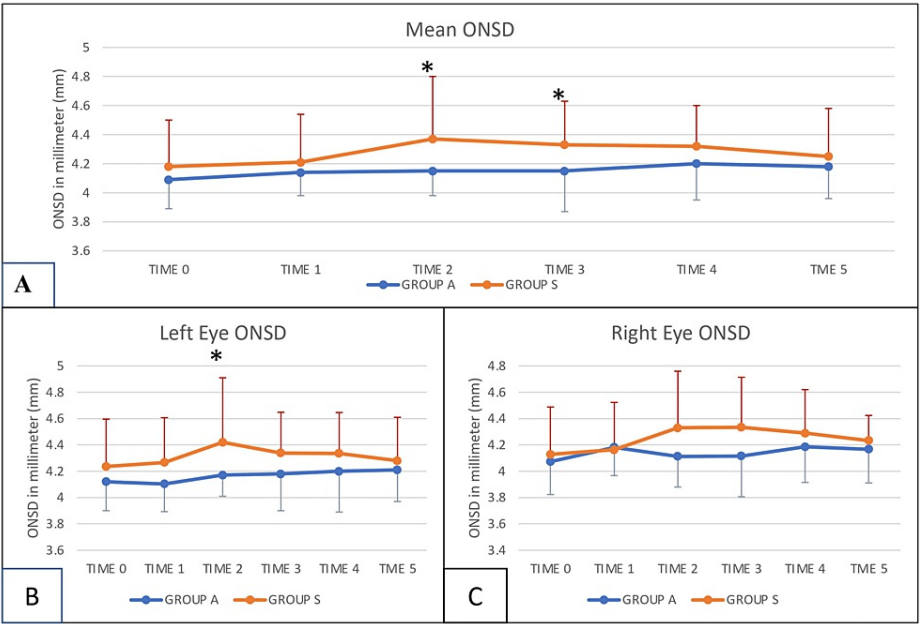 Mean ONSD
ONSD in millimeter (mm)
5
4.8
4.6
4.4
4.2
4
3.8
3.6
*
*
TIME 0 TIME 1 TIME 2 TIME 3 TIME 4 TME 5
GROUP A GROUP S
A
Left Eye ONSD
ONSD in millimeter (mm)
5
4.8
4.6
4.4
4.2
4
3.8
3.6
*
TIME 0 TIME 1 TIME 2 TIME 3 TIME 4 TME 5
GROUP A GROUP S
B
Right Eye ONSD
ONSD in millimeter (mm)
4.8
4.6
4.4
4.2
4
3.8
3.6
3.4
TIME 0 TIME 1 TIME 2 TIME 3 TIME 4 TME 5
GROUP A GROUP S
C